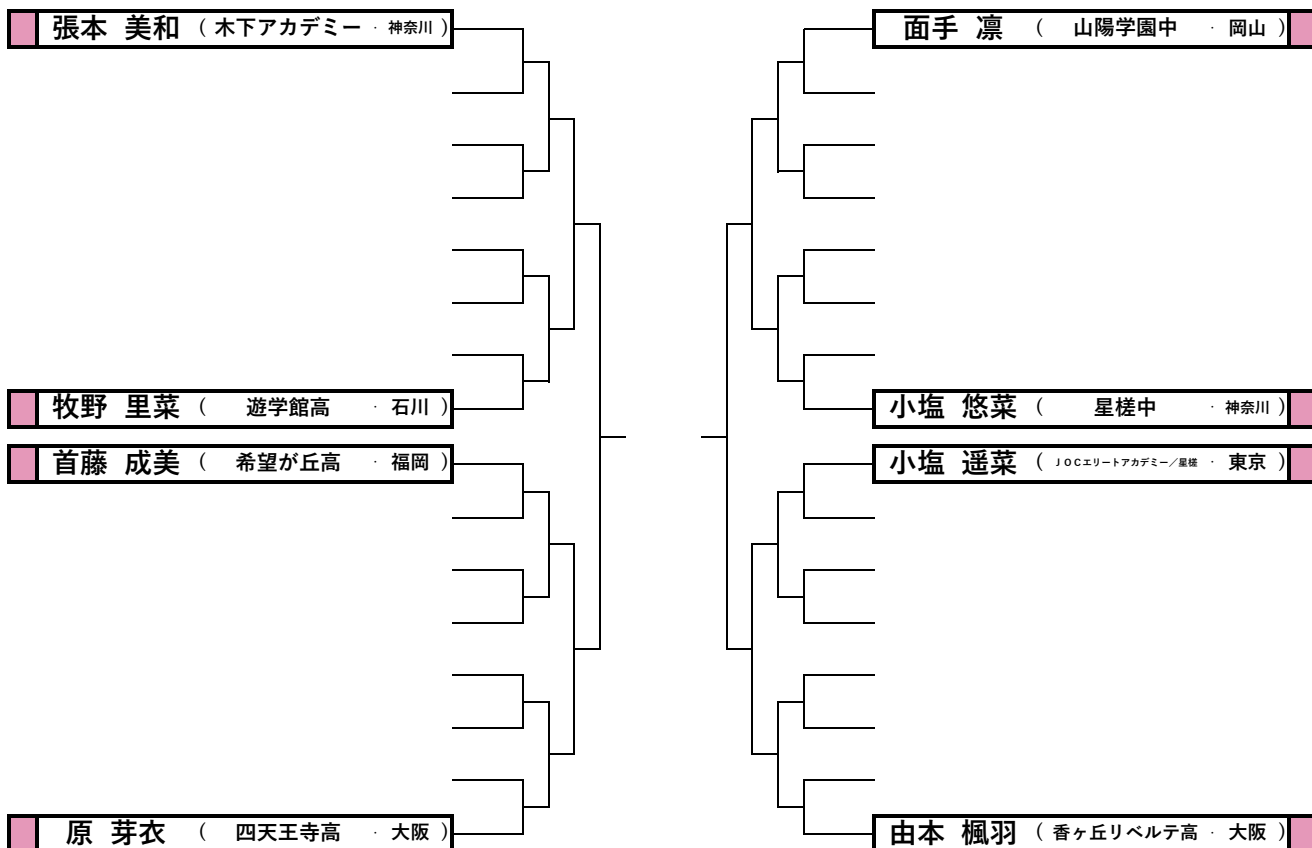 張本 美和 （ 木下アカデミー ・ 神奈川 ）
牧野 里菜 （ 遊学館高 ・ 石川 ）
首藤 成美 （ 希望が丘高 ・ 福岡 ）
原 芽衣 （ 四天王寺高 ・ 大阪 ）
面手 凛 （ 山陽学園中 ・ 岡山 ）
小塩 悠菜 （ 星槎中 ・ 神奈川 ）
小塩 遥菜 （ ＪＯＣエリートアカデミー／星槎 ・ 東京 ）
由本 楓羽 （ 香ヶ丘リベルテ高 ・ 大阪 ）